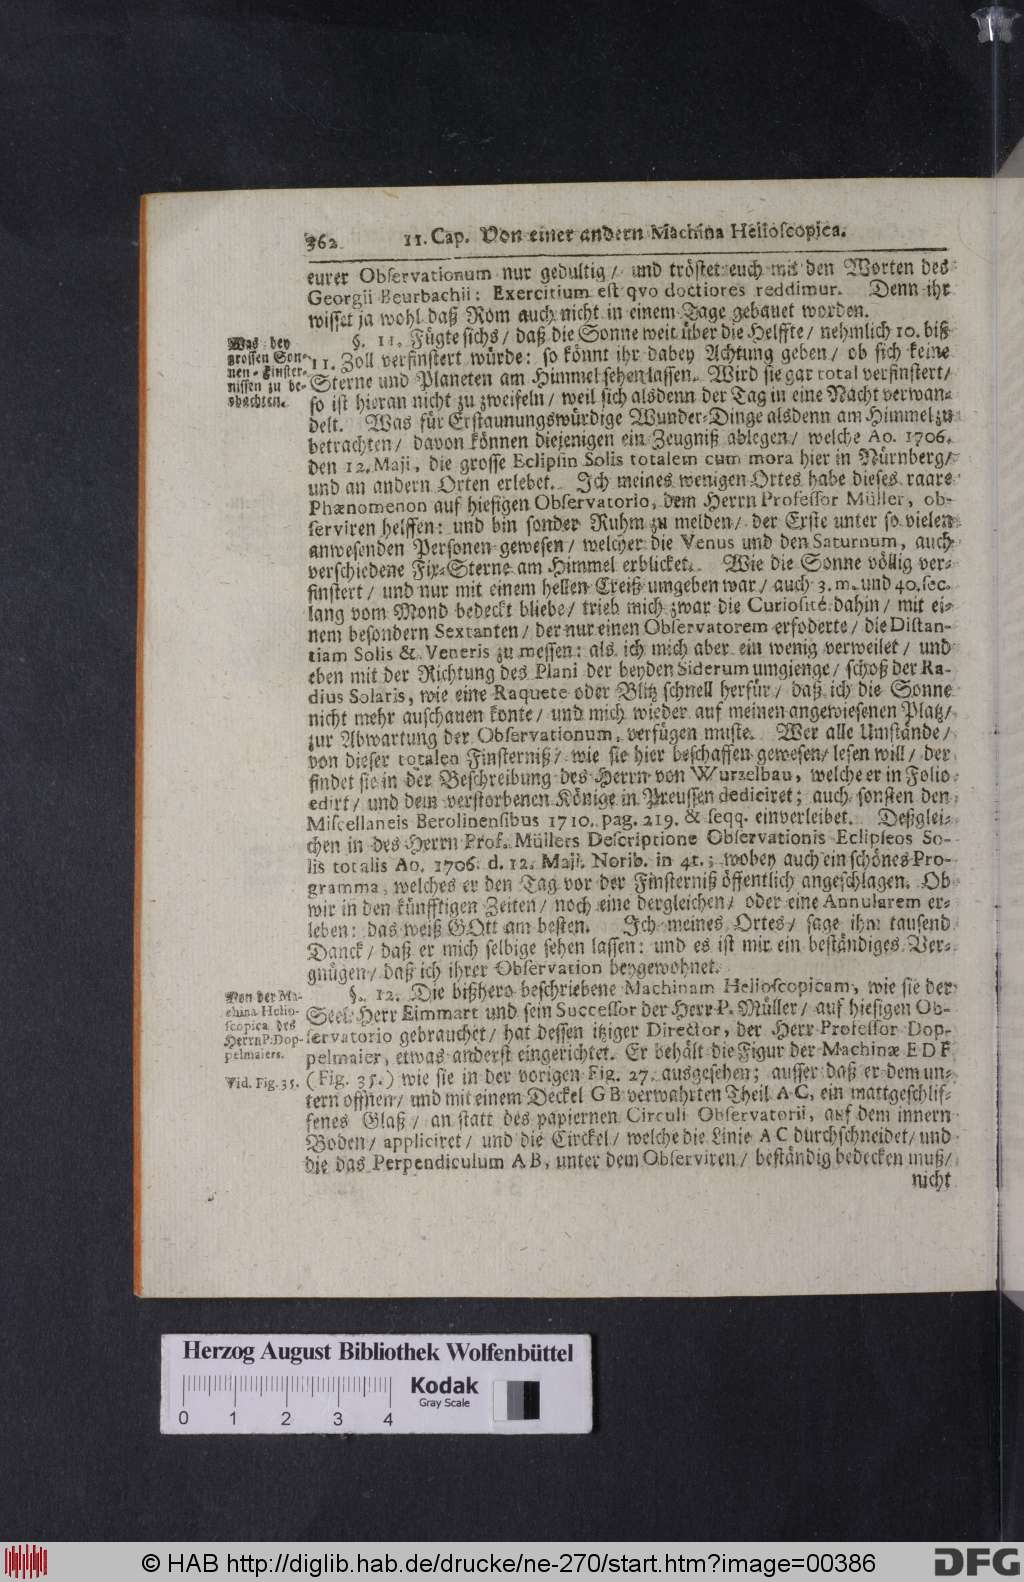 362 11. Cap. Von einer andern Machina Helioſcopica.
eurer Obſervationum nur gedultig/ und tröſtet euch mit den Worten des
Georgii Beurbachii: Exercitium eſt qvo doctiores reddimur. Denn ihr
wiſſet ja wohl daß Rom auch nicht in einem Tage gebauet worden.
Was bey
groſſen Son-
nen-Finſter-
niſſen zu be-
obachten.
§. 11. Fügte ſichs/ daß die Sonne weit über die Helffte/ nehmlich 10. biß
11. Zoll verfinſtert würde: ſo könnt ihr dabey Achtung geben/ ob ſich keine
Sterne und Planeten am Himmel ſehen laſſen. Wird ſie gar total verfinſtert/
ſo iſt hieran nicht zu zweifeln/ weil ſich alsdenn der Tag in eine Nacht verwan-
delt. Was für Erſtaunungswürdige Wunder-Dinge alsdenn am Himmel zu
betrachten/ davon können diejenigen ein Zeugniß ablegen/ welche Ao. 1706.
den 12. Maji, die groſſe Eclipſin Solis totalem cum mora hier in Nürnberg/
und an andern Orten erlebet. Ich meines wenigen Ortes habe dieſes raare
Phænomenon auf hieſigen Obſervatorio, dem Herrn Profeſſor Müller, ob-
ſerviren helffen: und bin ſonder Ruhm zu melden/ der Erſte unter ſo vielen
anweſenden Perſonen geweſen/ welcher die Venus und den Saturnum, auch
verſchiedene Fix-Sterne am Himmel erblicket. Wie die Sonne völlig ver-
finſtert/ und nur mit einem hellen Creiß umgeben war/ auch 3. m. und 40. ſec.
lang vom Mond bedeckt bliebe/ trieb mich zwar die Curioſité dahin/ mit ei-
nem beſondern Sextanten/ der nur einen Obſervatorem erfoderte/ die Diſtan-
tiam Solis & Veneris zu meſſen: als ich mich aber ein wenig verweilet/ und
eben mit der Richtung des Plani der beyden Siderum umgienge/ ſchoß der Ra-
dius Solaris, wie eine Raquete oder Blitz ſchnell herfür/ daß ich die Sonne
nicht mehr auſchauen konte/ und mich wieder auf meinen angewieſenen Platz/
zur Abwartung der Obſervationum, verfügen muſte. Wer alle Umſtände/
von dieſer totalen Finſterniß/ wie ſie hier beſchaffen geweſen/ leſen will/ der
findet ſie in der Beſchreibung des Herrn von Wurzelbau, welche er in Folio
edirt/ und dem verſtorbenen Könige in Preuſſen dediciret; auch ſonſten den
Miſcellaneis Berolinenſibus 1710. pag. 219. & ſeqq. einverleibet. Deßglei-
chen in des Herrn Prof. Müllers Deſcriptione Obſervationis Eclipſeos So-
lis totalis Ao. 1706. d. 12. Maji. Norib. in 4t.; wobey auch ein ſchönes Pro-
gramma, welches er den Tag vor der Finſterniß öffentlich angeſchlagen. Ob
wir in den künfftigen Zeiten/ noch eine dergleichen/ oder eine Annularem er-
leben: das weiß GOtt am beſten. Ich meines Ortes/ ſage ihm tauſend
Danck/ daß er mich ſelbige ſehen laſſen: und es iſt mir ein beſtändiges Ver-
gnügen/ daß ich ihrer Obſervation beygewohnet.
Von der Ma-
china Helio-
ſcopica des
Herrn P. Dop-
pelmaiers.
Vid. Fig. 35.
§. 12. Die bißhero beſchriebene Machinam Helioſcopicam, wie ſie der
Seel. Herr Eimmart und ſein Succeſſor der Herr P. Müller/ auf hieſigen Ob-
ſervatorio gebrauchet/ hat deſſen itziger Director, der Herr Profeſſor Dop-
pelmaier, etwas anderſt eingerichtet. Er behält die Figur der Machinæ E D F
(Fig. 35.) wie ſie in der vorigen Fig. 27. ausgeſehen; auſſer daß er dem un-
tern offnen/ und mit einem Deckel G B verwahrten Theil A C, ein mattgeſchlif-
fenes Glaß/ an ſtatt des papiernen Circuli Obſervatorii, auf dem innern
Boden/ appliciret/ und die Circkel/ welche die Linie A C durchſchneidet/ und
die das Perpendiculum A B, unter dem Obſerviren/ beſtändig bedecken muß/
nicht
Herzog August Bibliothek Wolfenbüttel
Kodak
Gray Scale
0 1 2 3 4
© HAB http://diglib.hab.de/drucke/ne-270/start.htm?image=00386
DFG